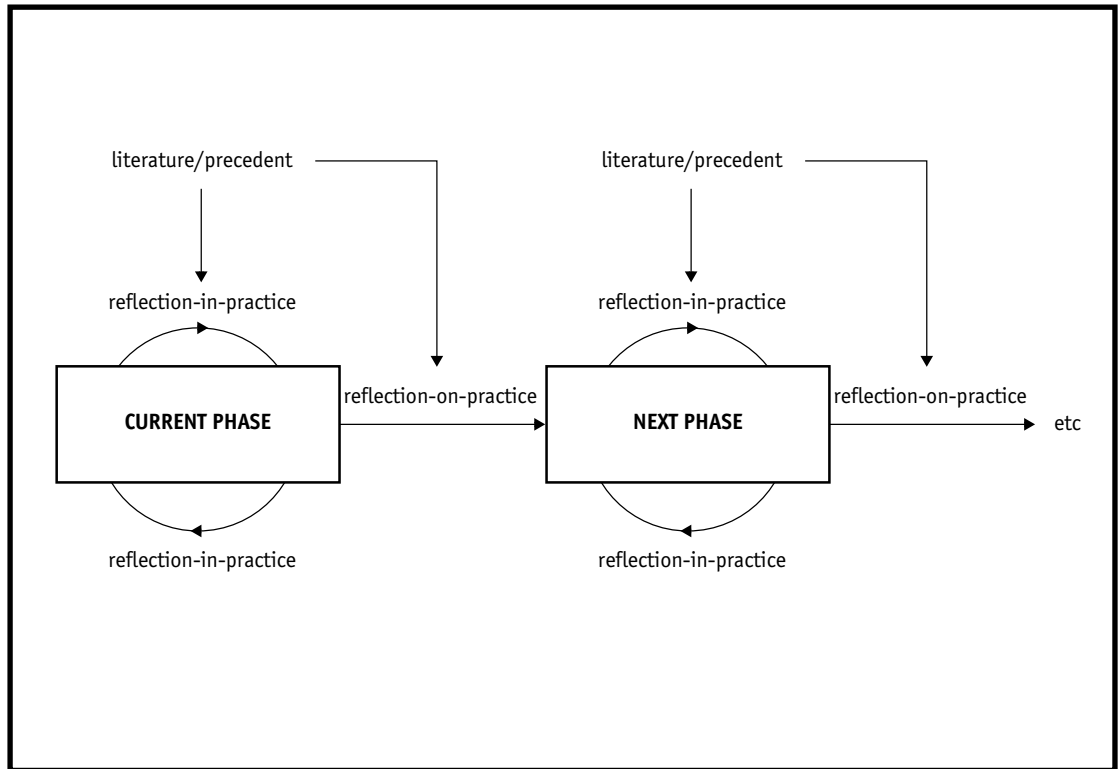 literature/precedent
literature/precedent
reflection-in-practice
reflection-in-practice
reflection-on-practice
reflection-on-practice
CURRENT PHASE
NEXT PHASE
etc
reflection-in-practice
reflection-in-practice